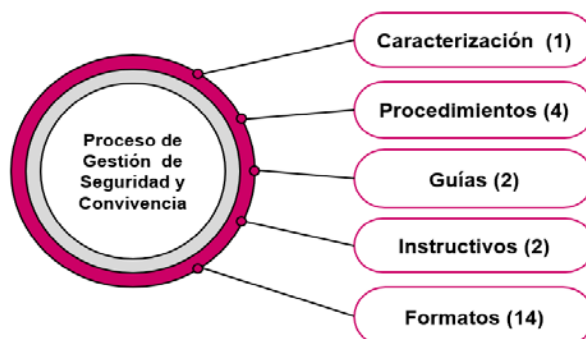 Proceso de
Gestión de
Seguridad y
Convivencia
Caracterización (1)
Procedimientos (4)
Guías (2)
Instructivos (2)
Formatos (14)